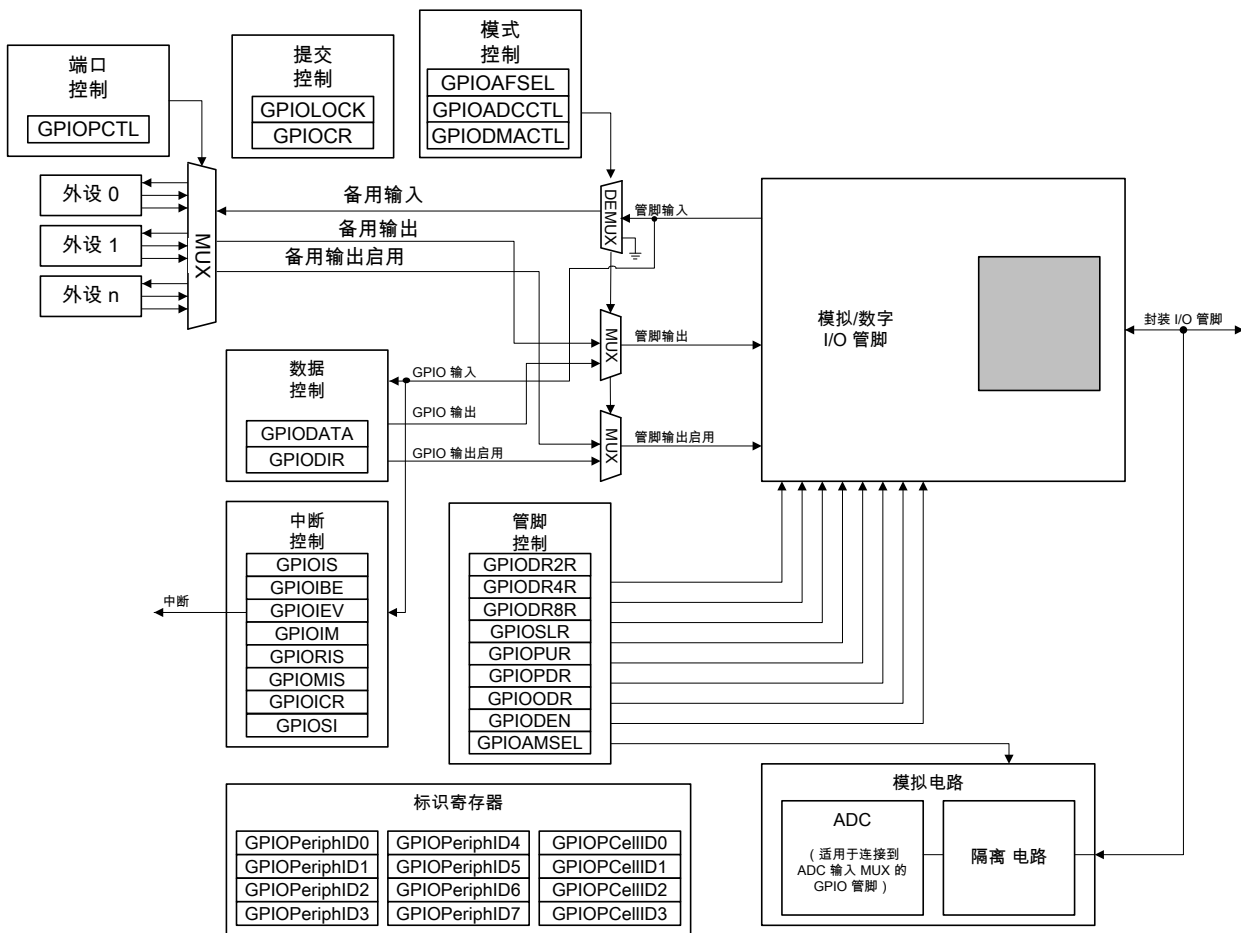 端口
控制
GPIOPCTL
提交
控制
GPIOLOCK
GPIOCR
模式
控制
GPIOAFSEL
GPIOADCCTL
GPIODMACTL
外设 0
外设 1
外设 n
MUX
备用输入
备用输出
备用输出启用
DEMUX
管脚输入
MUX
管脚输出
MUX
管脚输出启用
模拟/数字
I/O 管脚
封装 I/O 管脚
数据
控制
GPIODATA
GPIODIR
GPIO 输入
GPIO 输出
GPIO 输出启用
中断
控制
GPIOIS
GPIOIBE
GPIOIEV
GPIOIM
GPIORIS
GPIOMIS
GPIOICR
GPIOSI
中断
管脚
控制
GPIODR2R
GPIODR4R
GPIODR8R
GPIOSLR
GPIOPUR
GPIOPDR
GPIOODR
GPIODEN
GPIOAMSEL
模拟电路
ADC
（适用于连接到
ADC 输入 MUX 的
GPIO 管脚）
隔离 电路
标识寄存器
GPIOPeriphID0
GPIOPeriphID1
GPIOPeriphID2
GPIOPeriphID3
GPIOPeriphID4
GPIOPeriphID5
GPIOPeriphID6
GPIOPeriphID7
GPIOPCellID0
GPIOPCellID1
GPIOPCellID2
GPIOPCellID3